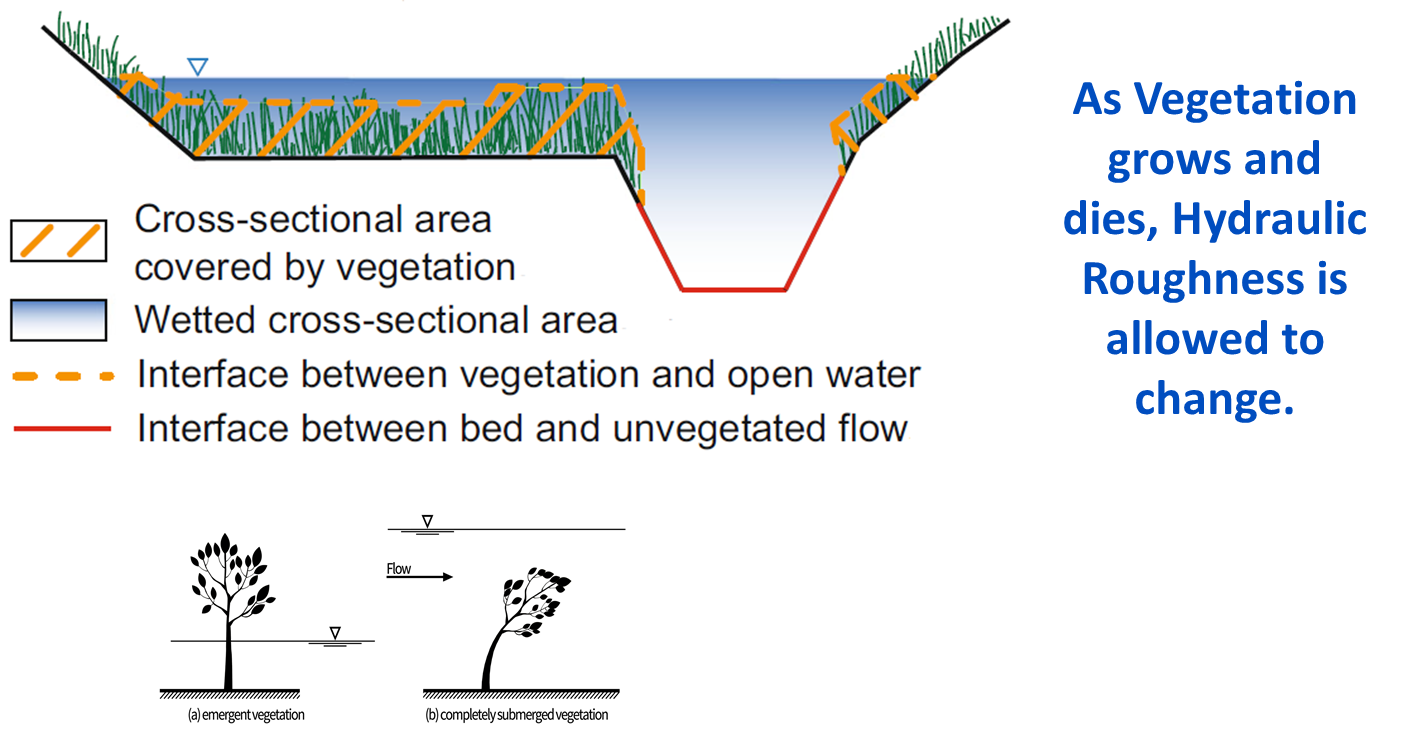 As Vegetation
grows and
dies, Hydraulic
Roughness is
allowed to
change.
Cross-sectional area
covered by vegetation
Wetted cross-sectional area
Interface between vegetation and open water
Interface between bed and unvegetated flow
Flow
(a) emergent vegetation
(b) completely submerged vegetation